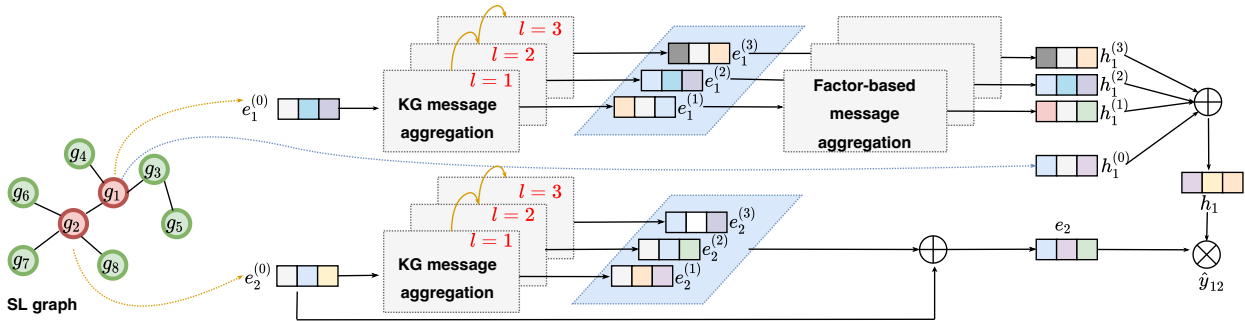 l = 3
l = 2
l = 1
KG message
aggregation
e_1^{(0)}
e_1^{(3)}
e_1^{(2)}
e_1^{(1)}
Factor-based
message
aggregation
h_1^{(3)}
h_1^{(2)}
h_1^{(1)}
h_1^{(0)}
h_1
g_4
g_3
g_1
g_6
g_2
g_5
g_7
g_8
SL graph
l = 3
l = 2
l = 1
KG message
aggregation
e_2^{(0)}
e_2^{(3)}
e_2^{(2)}
e_2^{(1)}
e_2
ŷ_{12}